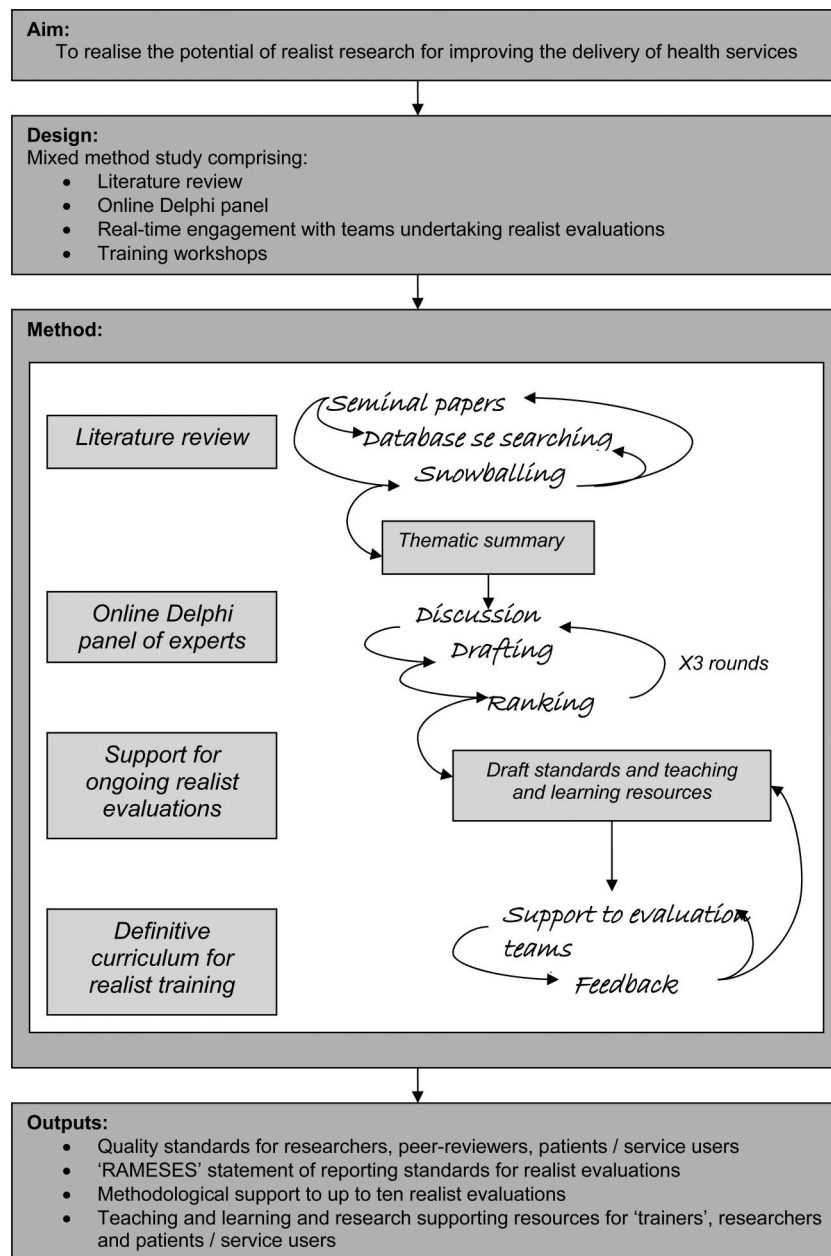 Aim:
To realise the potential of realist research for improving the delivery of health services
Design:
Mixed method study comprising:
• Literature review
• Online Delphi panel
• Real-time engagement with teams undertaking realist evaluations
• Training workshops
Method:
Literature review
Seminal papers
Database se searching
Snowballing
Thematic summary
Online Delphi
panel of experts
Discussion
Drafting
Ranking
X3 rounds
Support for
ongoing realist
evaluations
Draft standards and teaching
and learning resources
Definitive
curriculum for
realist training
Support to evaluation
teams
Feedback
Outputs:
• Quality standards for researchers, peer-reviewers, patients / service users
• ‘RAMESES’ statement of reporting standards for realist evaluations
• Methodological support to up to ten realist evaluations
• Teaching and learning and research supporting resources for ‘trainers’, researchers
and patients / service users